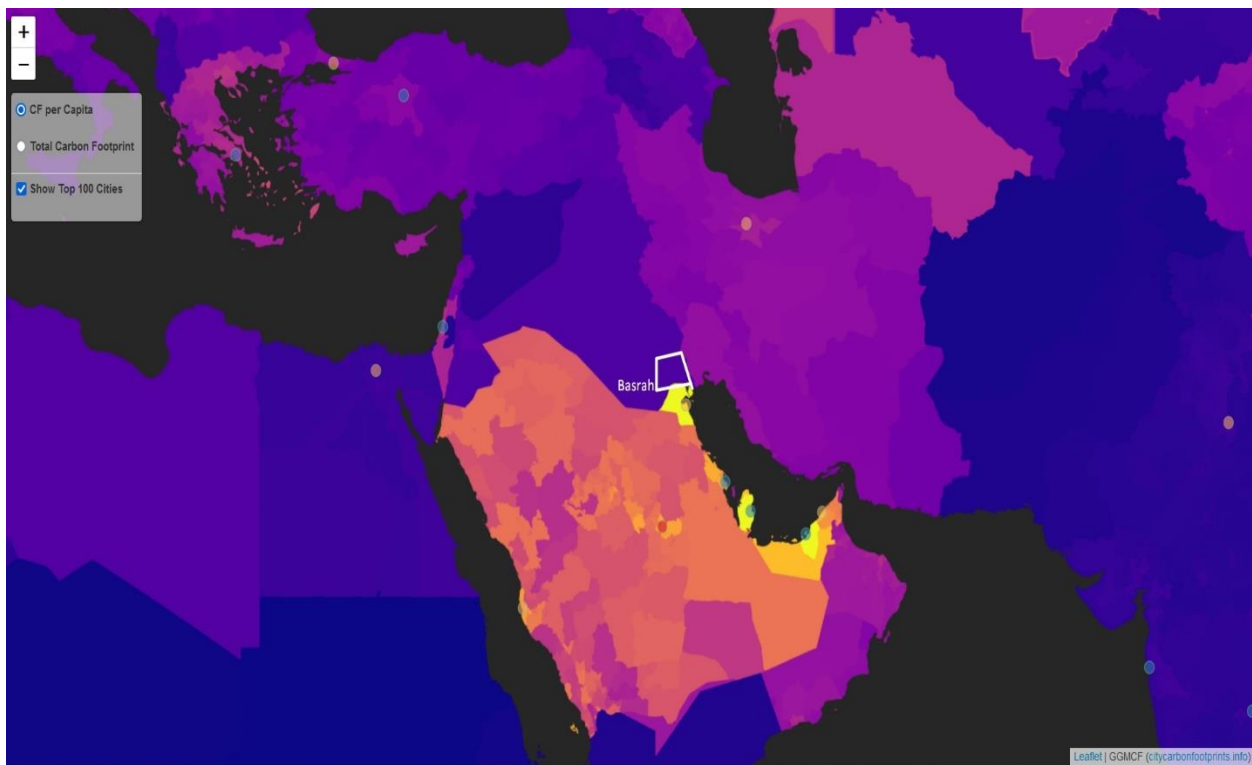 +
−
CF per Capita
Total Carbon Footprint
Show Top 100 Cities
Basrah
Leaflet | GGMCF (citycarbonfootprints.info)